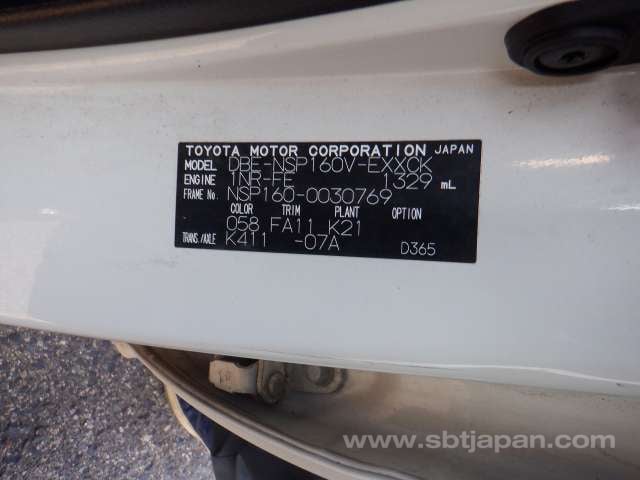 TOYOTA MOTOR CORPORATION JAPAN
MODEL DBE-NSP160V-EXXCK
ENGINE 1NR-FE 1329 mL
FRAME No. NSP160-0030769
COLOR TRIM PLANT OPTION
058 FA11 K21
TRANS./AXLE K411 -07A D365
www.sbtjapan.com